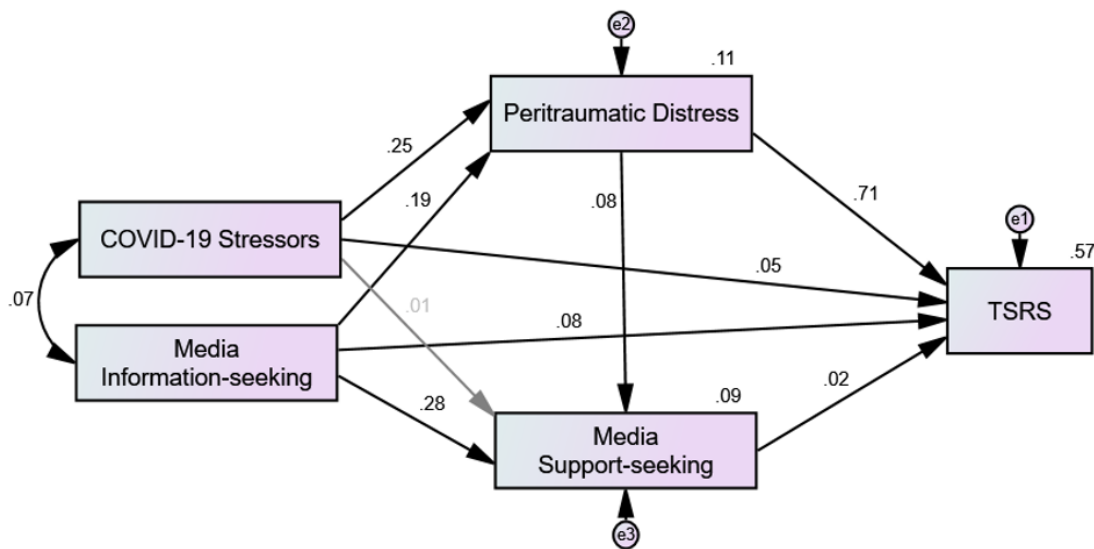 e2
.11
Peritraumatic Distress
.25
.19
.08
.71
COVID-19 Stressors
e1
.57
.05
TSRS
.07
.01
.08
Media
Information-seeking
.28
.09
.02
Media
Support-seeking
e3